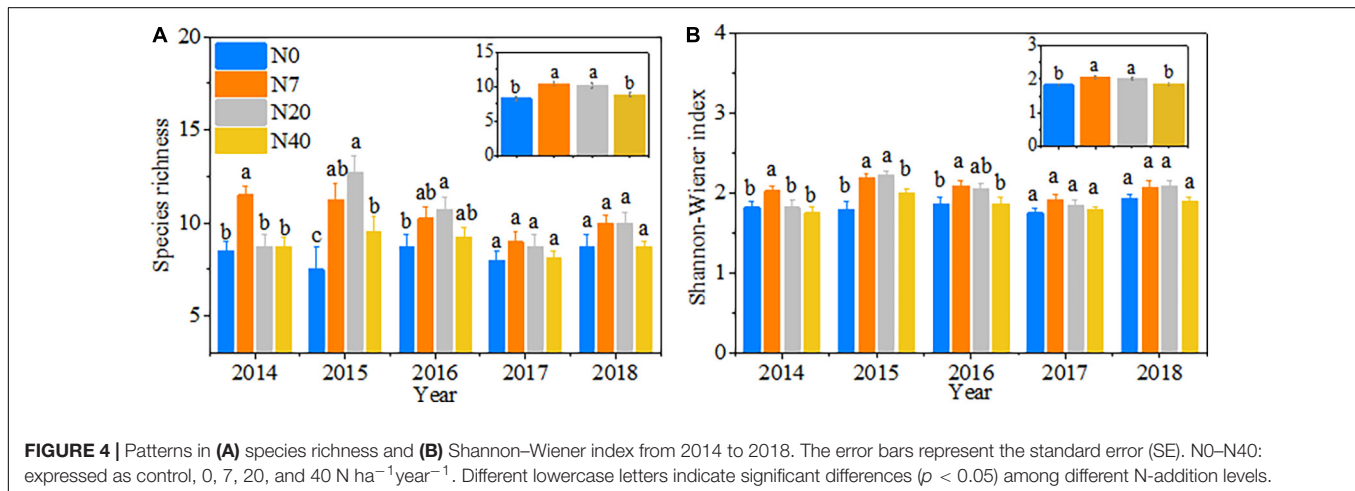 A
20
15
10
5
Species richness
N0
N7
N20
N40
15
10
5
0
b a a b
b a b b
c ab a b
b ab a ab
a a a a
a a a a
2014 2015 2016 2017 2018
Year
B
4
3
2
1
0
Shannon-Wiener index
3
2
1
0
b a a b
b a b b
b a a b
b a ab b
a a a a
a a a a
2014 2015 2016 2017 2018
Year
FIGURE 4 | Patterns in (A) species richness and (B) Shannon–Wiener index from 2014 to 2018. The error bars represent the standard error (SE). N0–N40:
expressed as control, 0, 7, 20, and 40 N ha−1year−1. Different lowercase letters indicate significant differences (p < 0.05) among different N-addition levels.